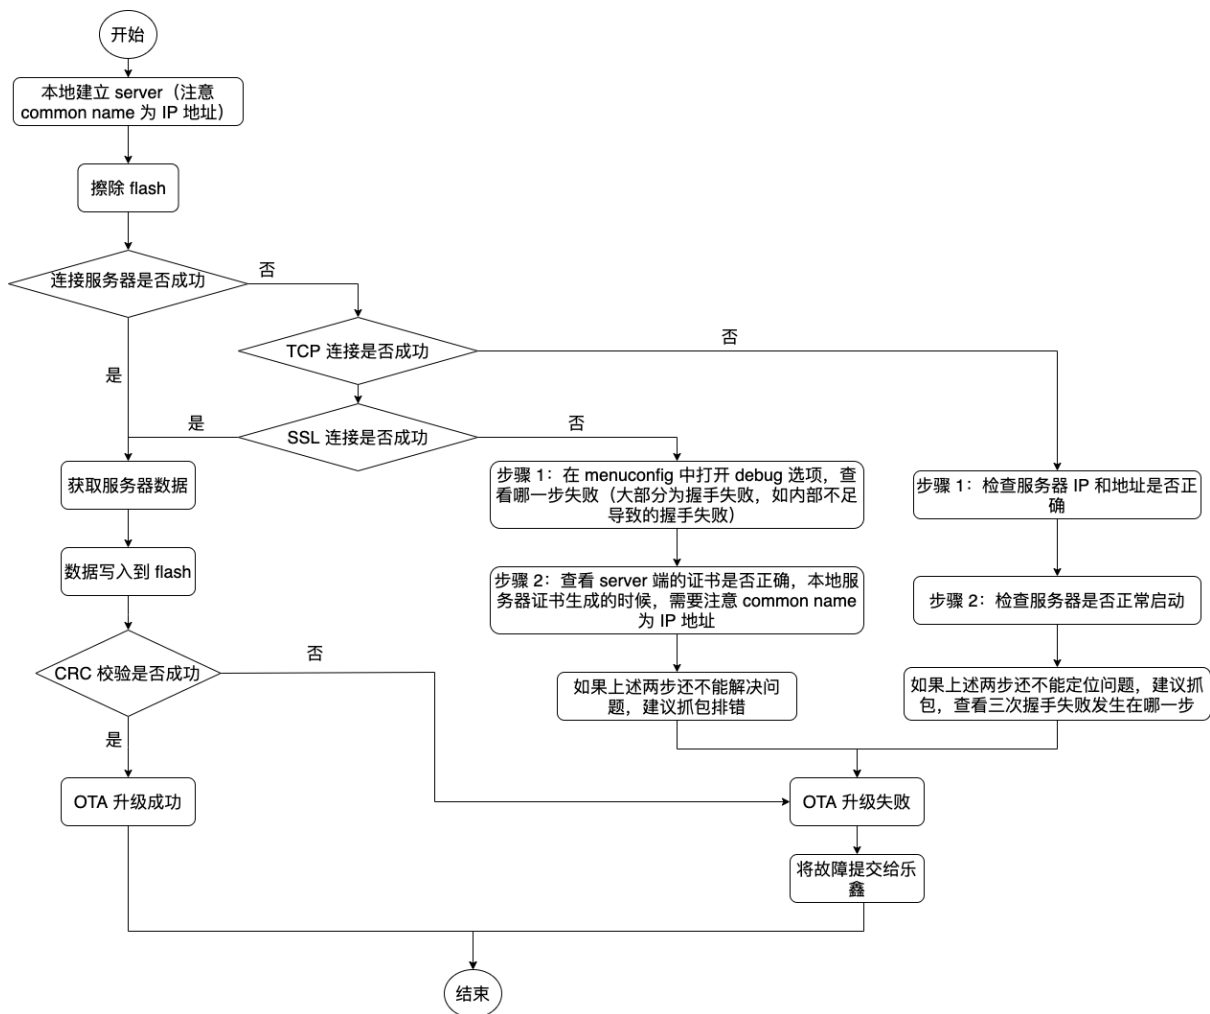 开始
本地建立 server（注意
common name 为 IP 地址）
擦除 flash
连接服务器是否成功
否
TCP 连接是否成功
否
是
SSL 连接是否成功
是
否
获取服务器数据
步骤 1：在 menuconfig 中打开 debug 选项，查
看哪一步失败（大部分为握手失败，如内部不足
导致的握手失败）
步骤 1：检查服务器 IP 和地址是否正
确
数据写入到 flash
步骤 2：查看 server 端的证书是否正确，本地服
务器证书生成的时候，需要注意 common name
为 IP 地址
步骤 2：检查服务器是否正常启动
CRC 校验是否成功
否
如果上述两步还不能解决问
题，建议抓包排错
如果上述两步还不能定位问题，建议抓
包，查看三次握手失败发生在哪一步
是
OTA 升级成功
OTA 升级失败
将故障提交给乐
鑫
结束